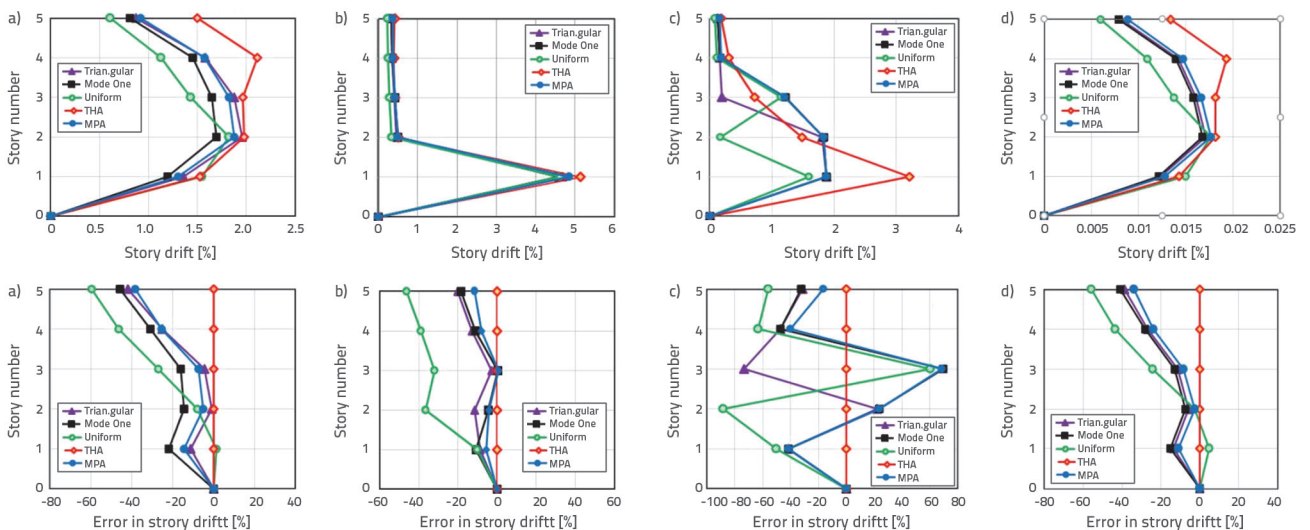 a)
5
4
3
2
1
0
Story number
Trian.gular
Mode One
Uniform
THA
MPA
0
0.5
1.0
1.5
2.0
2.5
Story drift [%]
b)
5
4
3
2
1
0
Story number
Trian.gular
Mode One
Uniform
THA
MPA
0
1
2
3
4
5
6
Story drift [%]
c)
5
4
3
2
1
0
Story number
Trian.gular
Mode One
Uniform
THA
MPA
0
1
2
3
4
Story drift [%]
d)
5
4
3
2
1
0
Story number
Trian.gular
Mode One
Uniform
THA
MPA
0
0.005
0.01
0.015
0.02
0.025
Story drift [%]
a)
5
4
3
2
1
0
Story number
Trian.gular
Mode One
Uniform
THA
MPA
-80
-60
-40
-20
0
20
40
Error in strory driftt [%]
b)
5
4
3
2
1
0
Story number
Trian.gular
Mode One
Uniform
THA
MPA
-60
-40
-20
0
20
40
60
Error in strory driftt [%]
c)
5
4
3
2
1
0
Story number
Trian.gular
Mode One
Uniform
THA
MPA
-100
-80
-60
-40
-20
0
20
40
60
80
Error in strory driftt [%]
d)
5
4
3
2
1
0
Story number
Trian.gular
Mode One
Uniform
THA
MPA
-80
-60
-40
-20
0
20
40
Error in strory driftt [%]